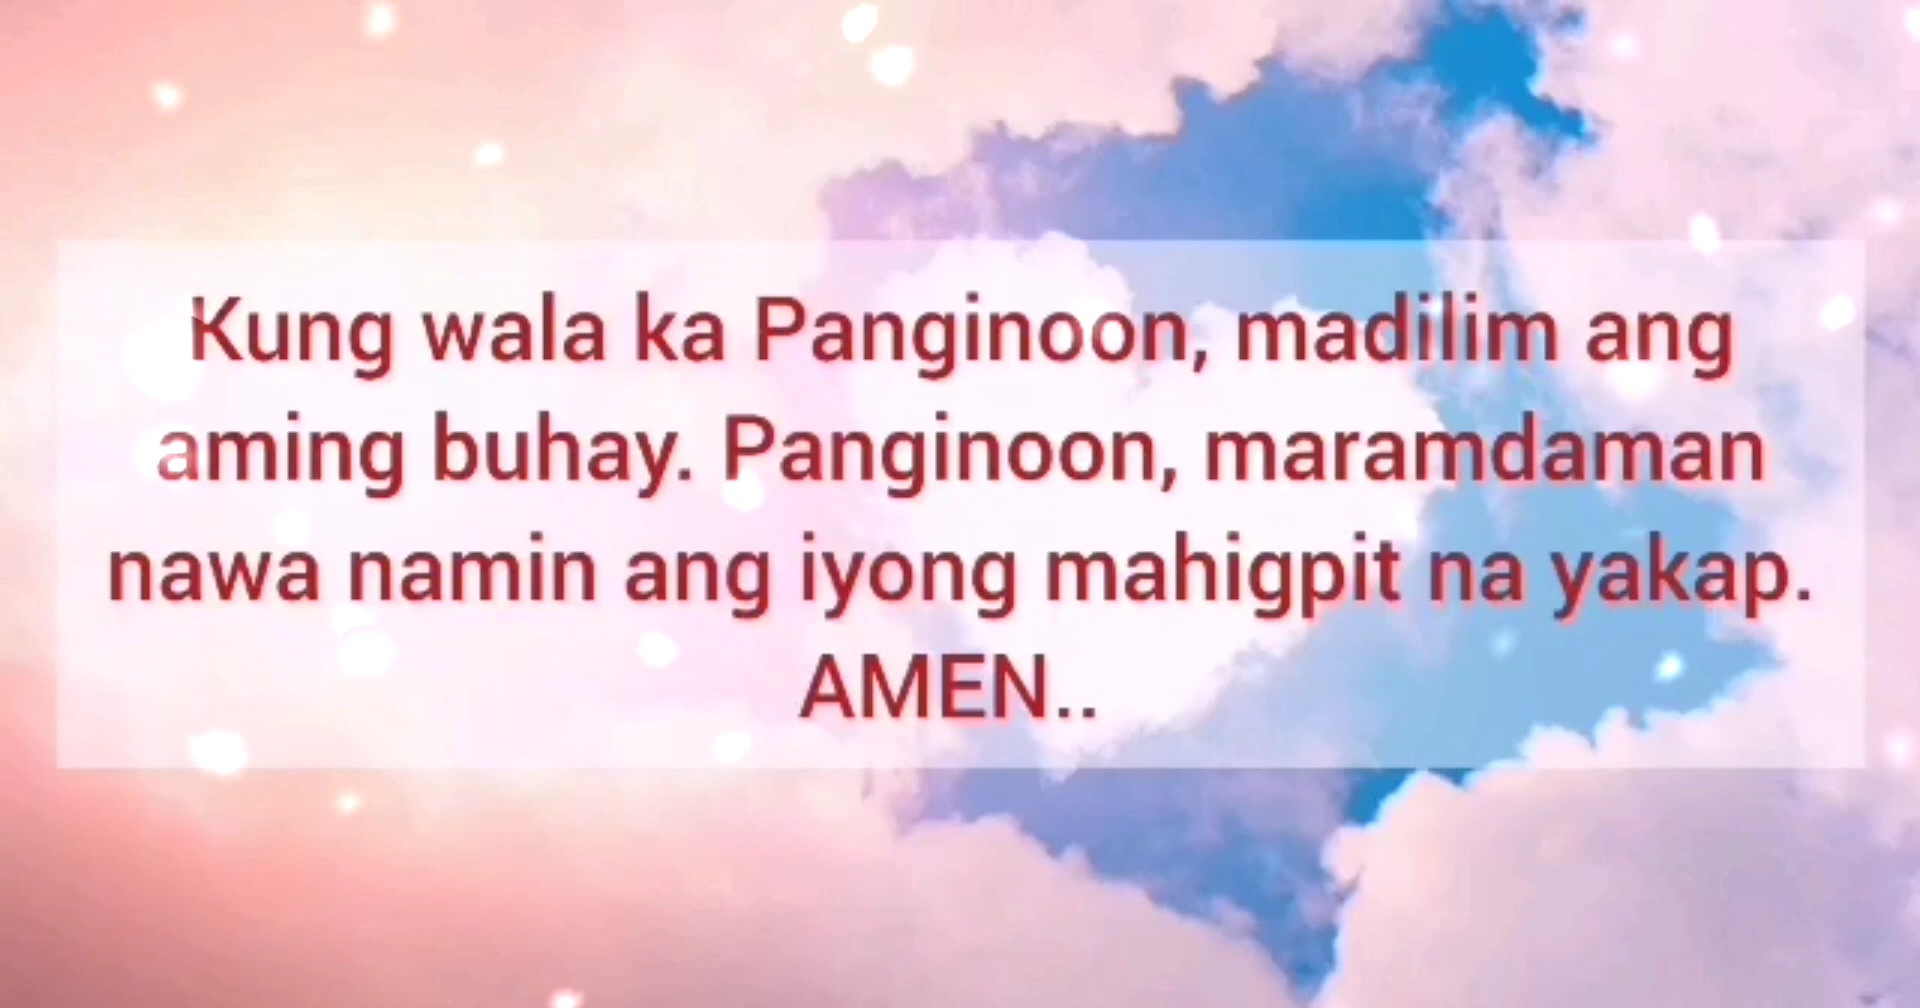 Kung wala ka Panginoon, madilim ang
aming buhay. Panginoon, maramdaman
nawa namin ang iyong mahigpit na yakap.
AMEN..